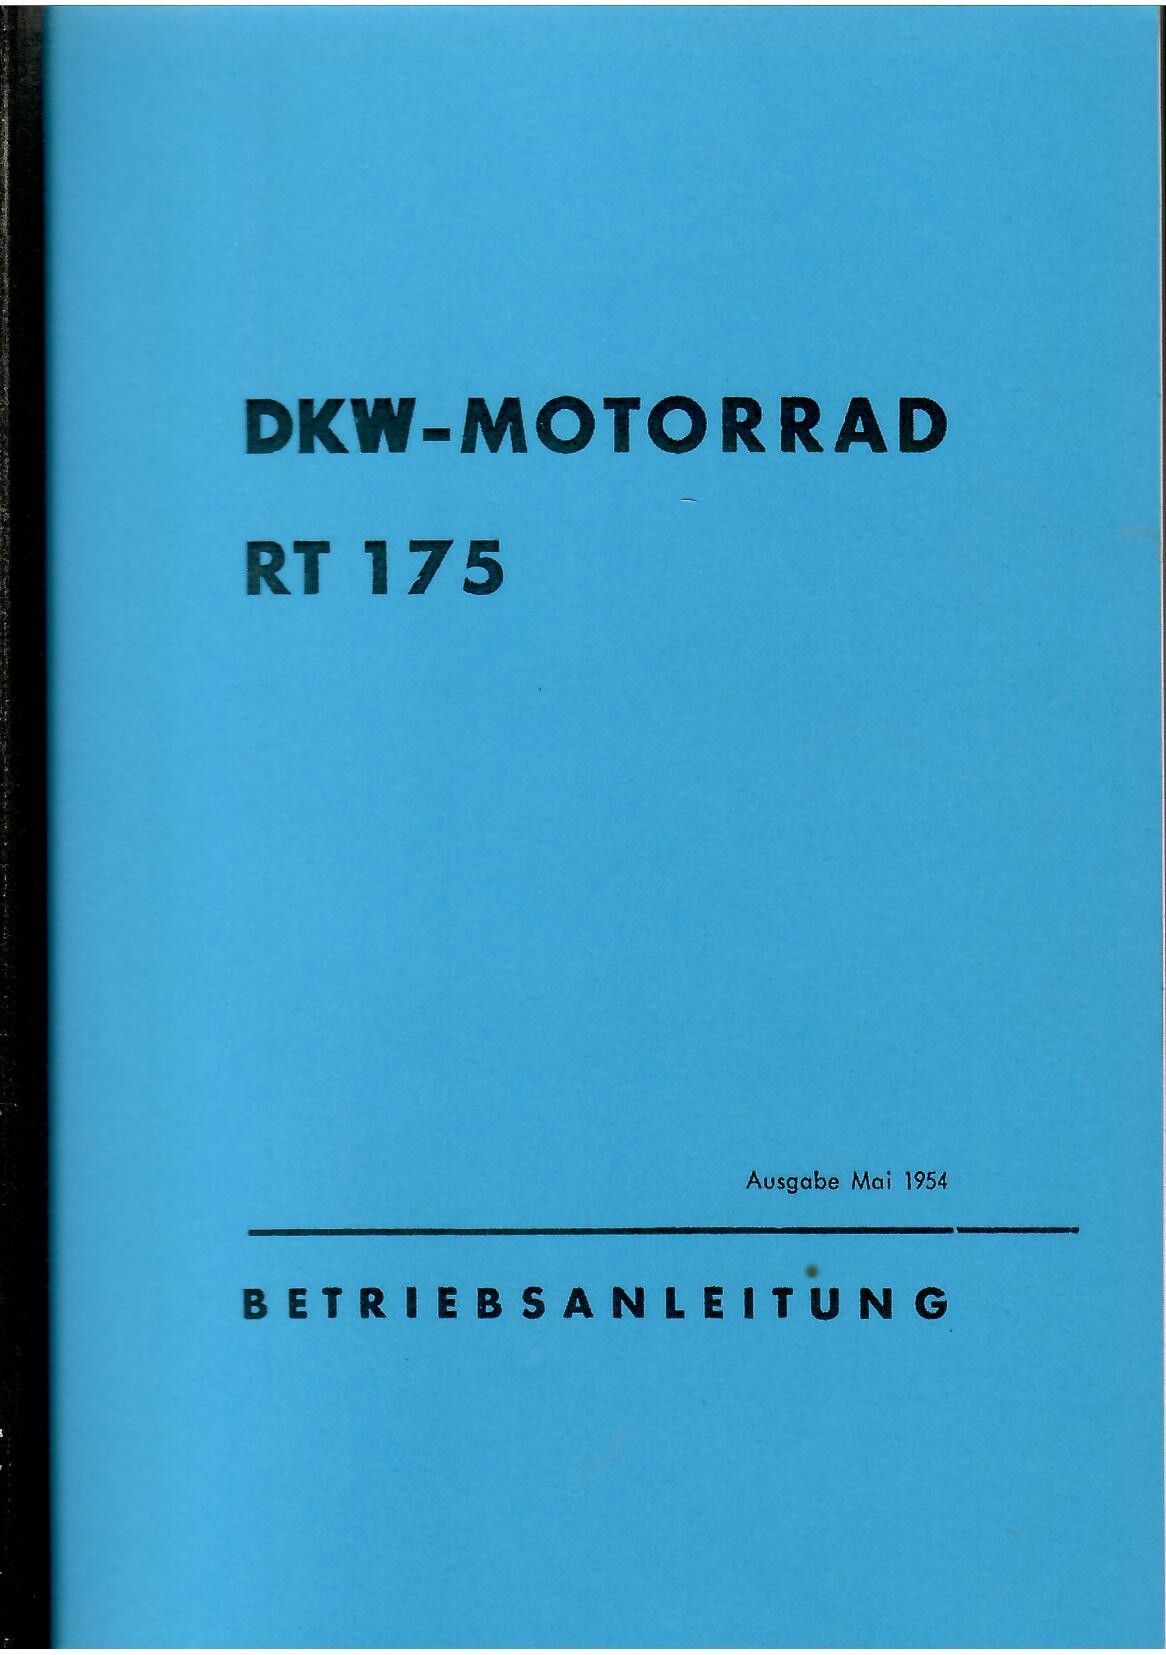 DKW-MOTORRAD
RT 175
Ausgabe Mai 1954
BETRIEBSANLEITUNG